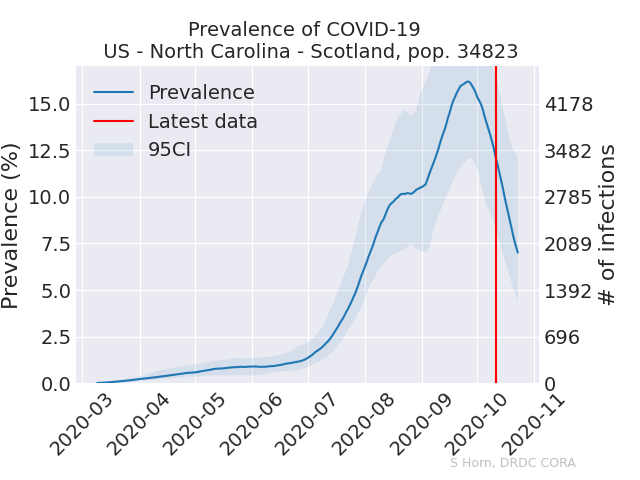 Prevalence of COVID-19
US - North Carolina - Scotland, pop. 34823
Prevalence
Latest data
95CI
Prevalence (%)
15.0
12.5
10.0
7.5
5.0
2.5
0.0
4178
3482
2785
2089
1392
696
0
# of infections
2020-03
2020-04
2020-05
2020-06
2020-07
2020-08
2020-09
2020-10
2020-11
S Horn, DRDC CORA